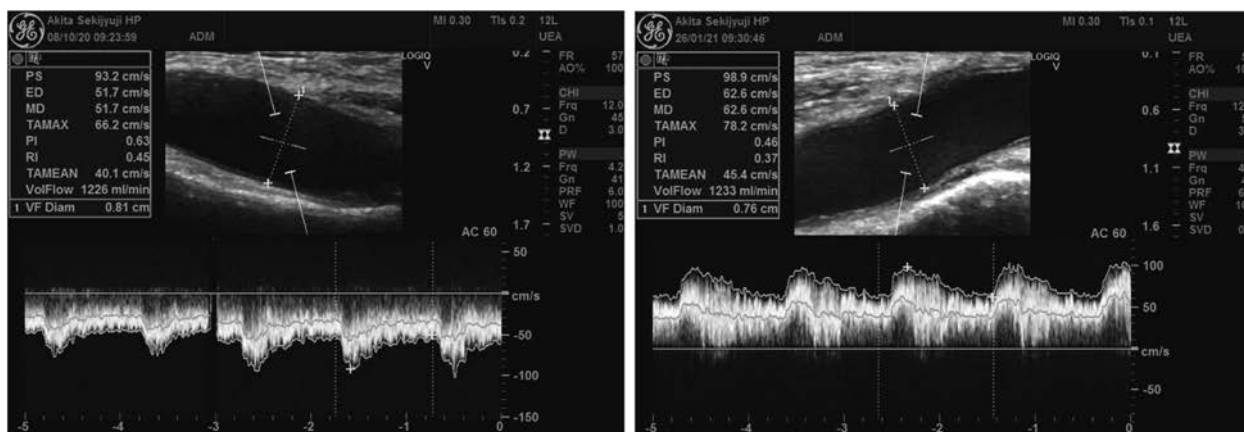 GE
Akita Sekijyuji HP
08/10/20 09:23:59
ADM
MI 0.30 TIs 0.2 12L
UEA
LOGIQ
V
PS 93.2 cm/s
ED 51.7 cm/s
MD 51.7 cm/s
TAMAX 66.2 cm/s
PI 0.63
RI 0.45
TAMEAN 40.1 cm/s
VolFlow 1226 ml/min
1 VF Diam 0.81 cm
0.2
0.7
1.2
1.7
FR 57
AO% 100
CHI
Frq 12.0
Gn 45
D 3.0
PW
Frq 4.2
Gn 41
PRF 6.0
WF 100
SV 5
SVD 1.0
AC 60
50
cm/s
-50
-100
-150
-5 -4 -3 -2 -1 0
GE
Akita Sekijyuji HP
26/01/21 09:30:46
ADM
MI 0.30 TIs 0.1 12L
UEA
LOGIQ
V
PS 98.9 cm/s
ED 62.6 cm/s
MD 62.6 cm/s
TAMAX 78.2 cm/s
PI 0.46
RI 0.37
TAMEAN 45.4 cm/s
VolFlow 1233 ml/min
1 VF Diam 0.76 cm
0.1
0.6
1.1
1.6
FR
AO%
CHI
Frq
Gn
D
PW
Frq
Gn
PRF
WF
SV
SVD
AC 60
100
50
cm/s
-50
-5 -4 -3 -2 -1 0